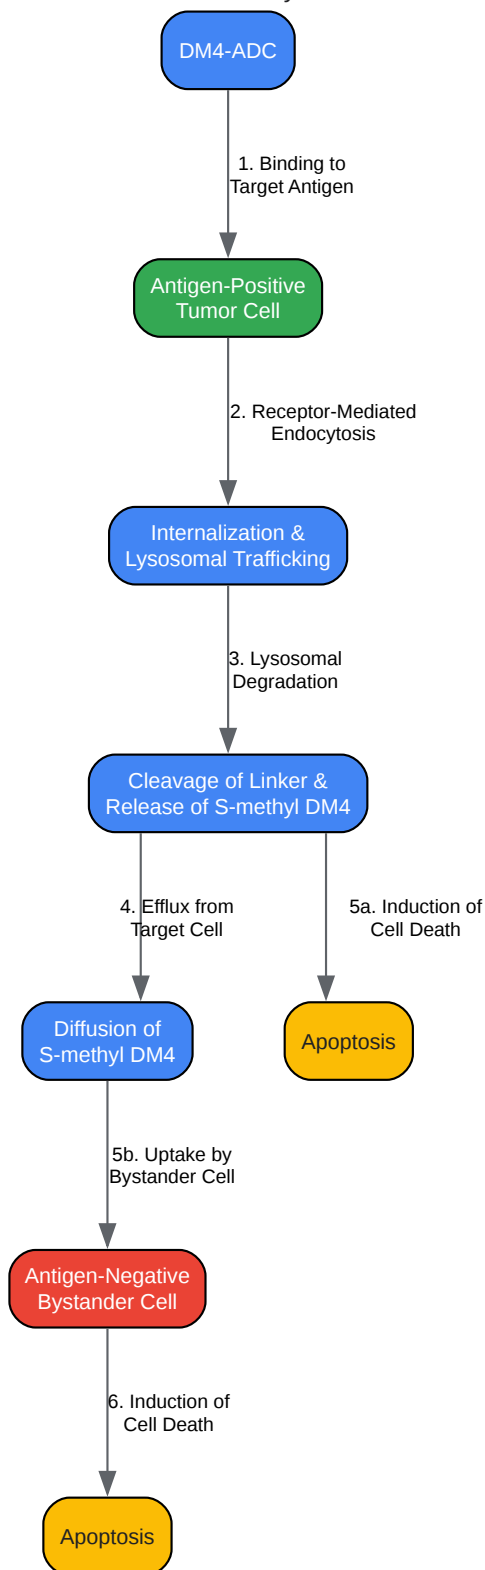 DM4-ADC
1. Binding to
Target Antigen
Antigen-Positive
Tumor Cell
2. Receptor-Mediated
Endocytosis
Internalization &
Lysosomal Trafficking
3. Lysosomal
Degradation
Cleavage of Linker &
Release of S-methyl DM4
4. Efflux from
Target Cell
5a. Induction of
Cell Death
Diffusion of
S-methyl DM4
Apoptosis
5b. Uptake by
Bystander Cell
Antigen-Negative
Bystander Cell
6. Induction of
Cell Death
Apoptosis